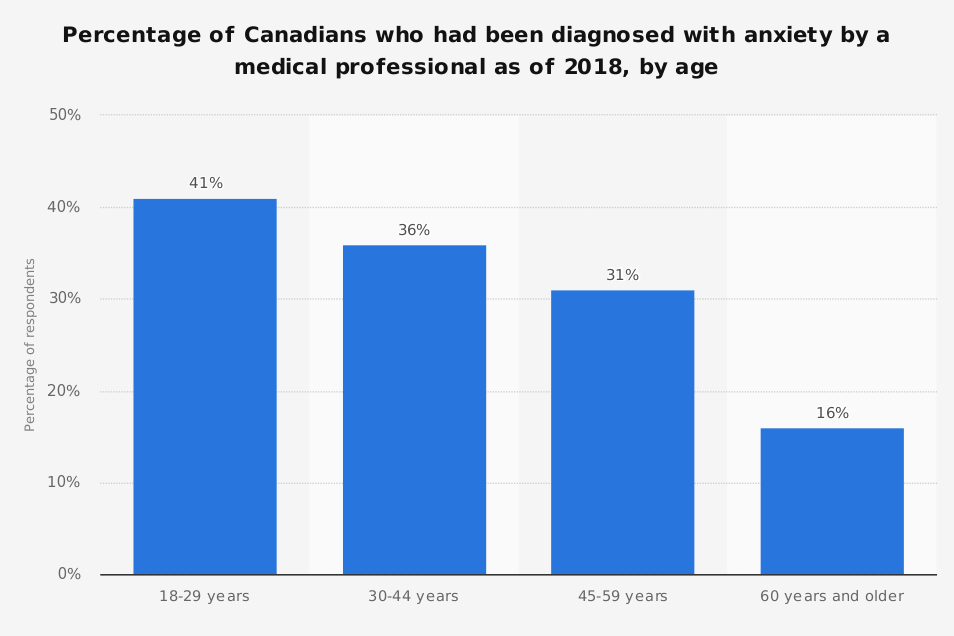 Percentage of Canadians who had been diagnosed with anxiety by a
medical professional as of 2018, by age
Percentage of respondents
50%
40%
30%
20%
10%
0%
41%
36%
31%
16%
18-29 years
30-44 years
45-59 years
60 years and older